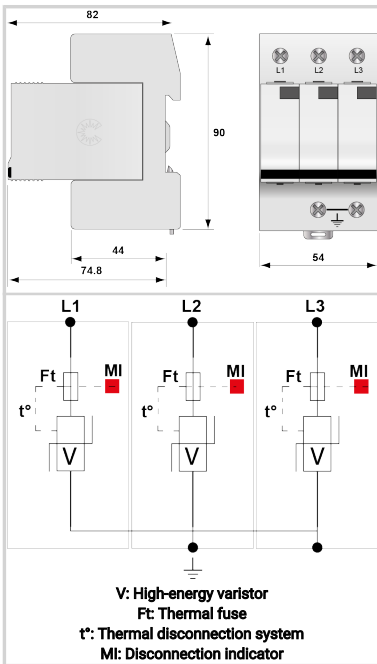 82
L1 L2 L3
90
44
74.8
54
L1 L2 L3
Ft MI Ft MI Ft MI
t° t° t°
V V V
V: High-energy varistor
Ft: Thermal fuse
t°: Thermal disconnection system
MI: Disconnection indicator